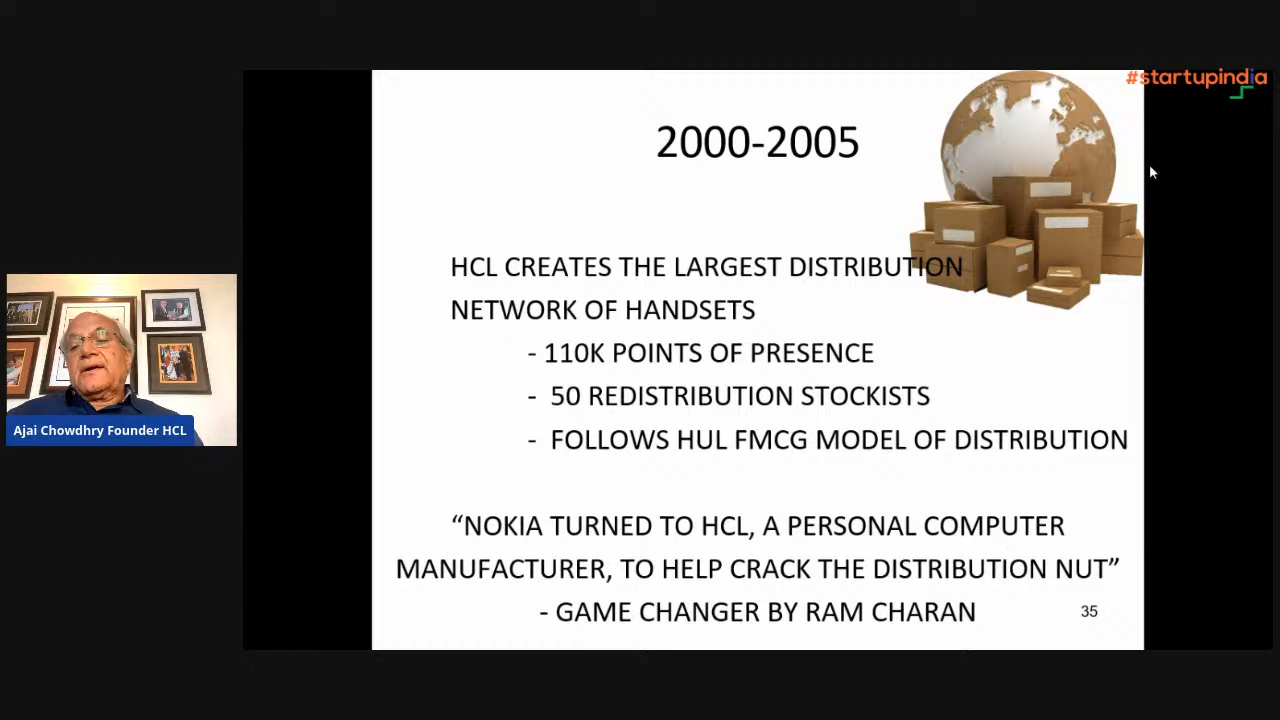 #startupindia
2000-2005
HCL CREATES THE LARGEST DISTRIBUTION
NETWORK OF HANDSETS
- 110K POINTS OF PRESENCE
- 50 REDISTRIBUTION STOCKISTS
- FOLLOWS HUL FMCG MODEL OF DISTRIBUTION
“NOKIA TURNED TO HCL, A PERSONAL COMPUTER
MANUFACTURER, TO HELP CRACK THE DISTRIBUTION NUT”
- GAME CHANGER BY RAM CHARAN
35
Ajai Chowdhry Founder HCL